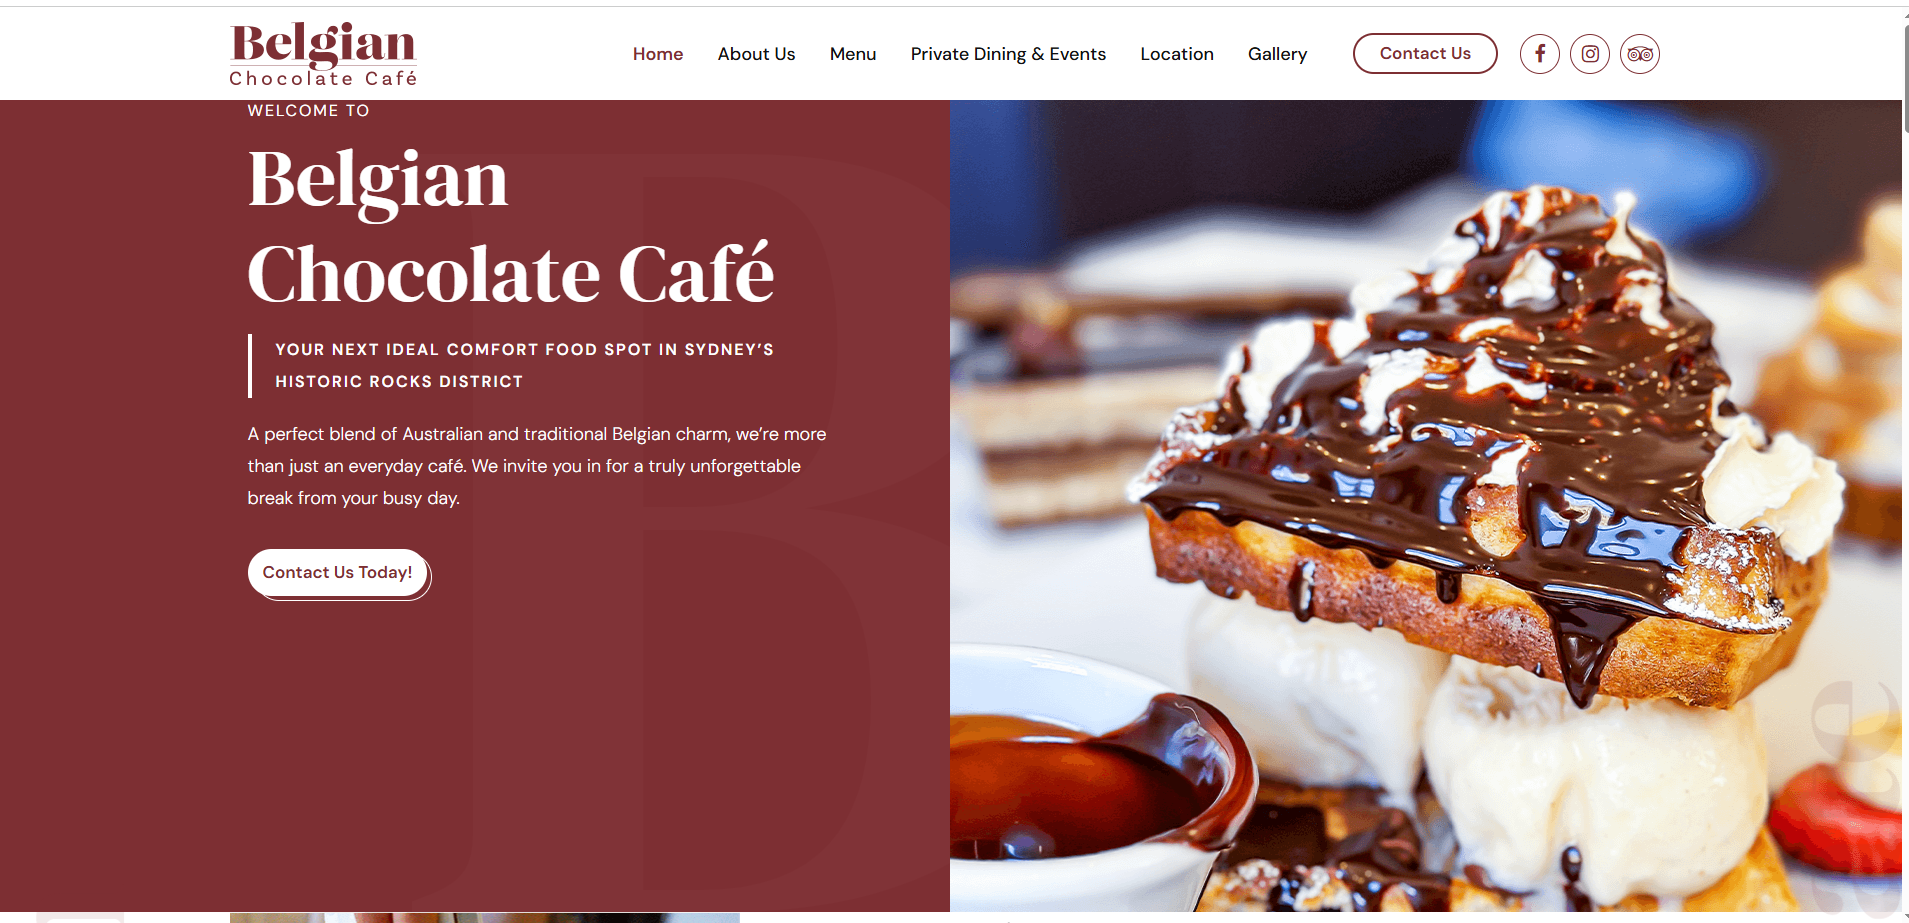 Belgian
Chocolate Café
Home
About Us
Menu
Private Dining & Events
Location
Gallery
Contact Us
WELCOME TO
Belgian
Chocolate Café
YOUR NEXT IDEAL COMFORT FOOD SPOT IN SYDNEY’S
HISTORIC ROCKS DISTRICT
A perfect blend of Australian and traditional Belgian charm, we’re more
than just an everyday café. We invite you in for a truly unforgettable
break from your busy day.
Contact Us Today!